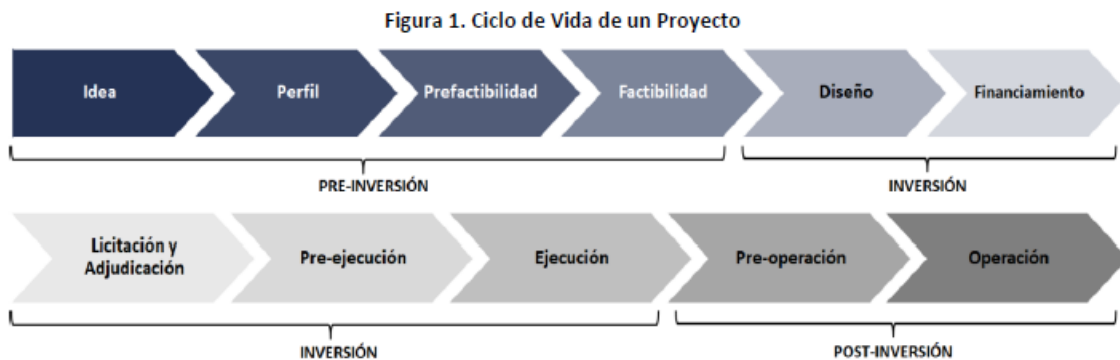 Figura 1. Ciclo de Vida de un Proyecto
Idea
Perfil
Prefactibilidad
Factibilidad
Diseño
Financiamiento
PRE-INVERSIÓN
INVERSIÓN
Licitación y
Adjudicación
Pre-ejecución
Ejecución
Pre-operación
Operación
INVERSIÓN
POST-INVERSIÓN